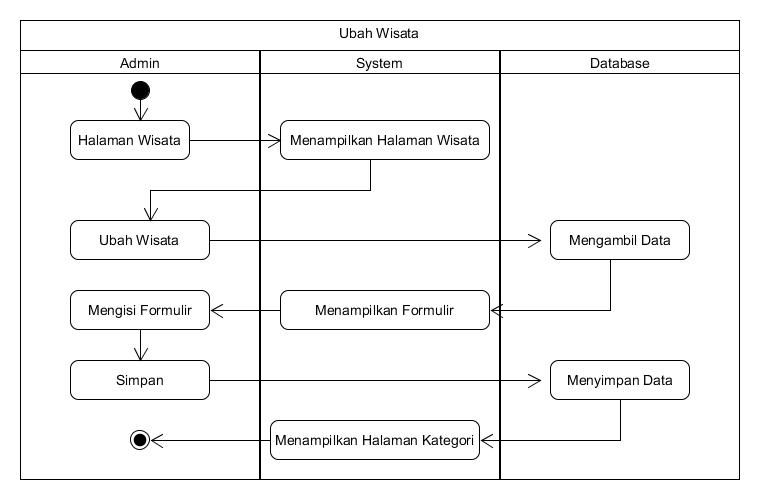 Ubah Wisata
Admin
System
Database
Halaman Wisata
Menampilkan Halaman Wisata
Ubah Wisata
Mengambil Data
Mengisi Formulir
Menampilkan Formulir
Simpan
Menyimpan Data
Menampilkan Halaman Kategori